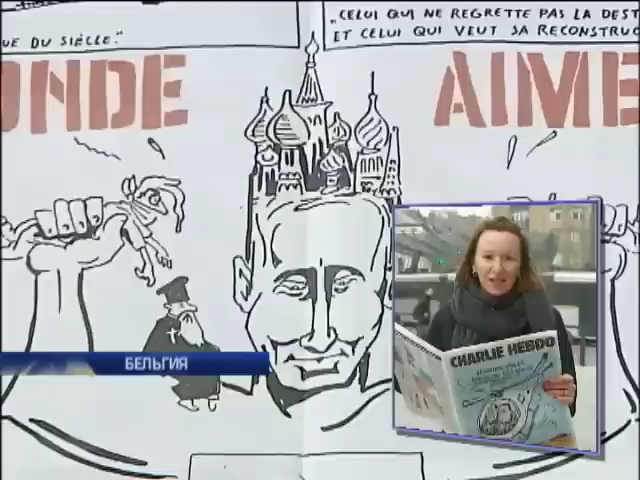 „CELUI QUI NE REGRETTE PAS LA DEST
UE DU SIÈCLE."
ET CELUI QUI VEUT SA RECONSTRUC
ONDE AIME
CHARLIE HEBDO
БЕЛЬГИЯ